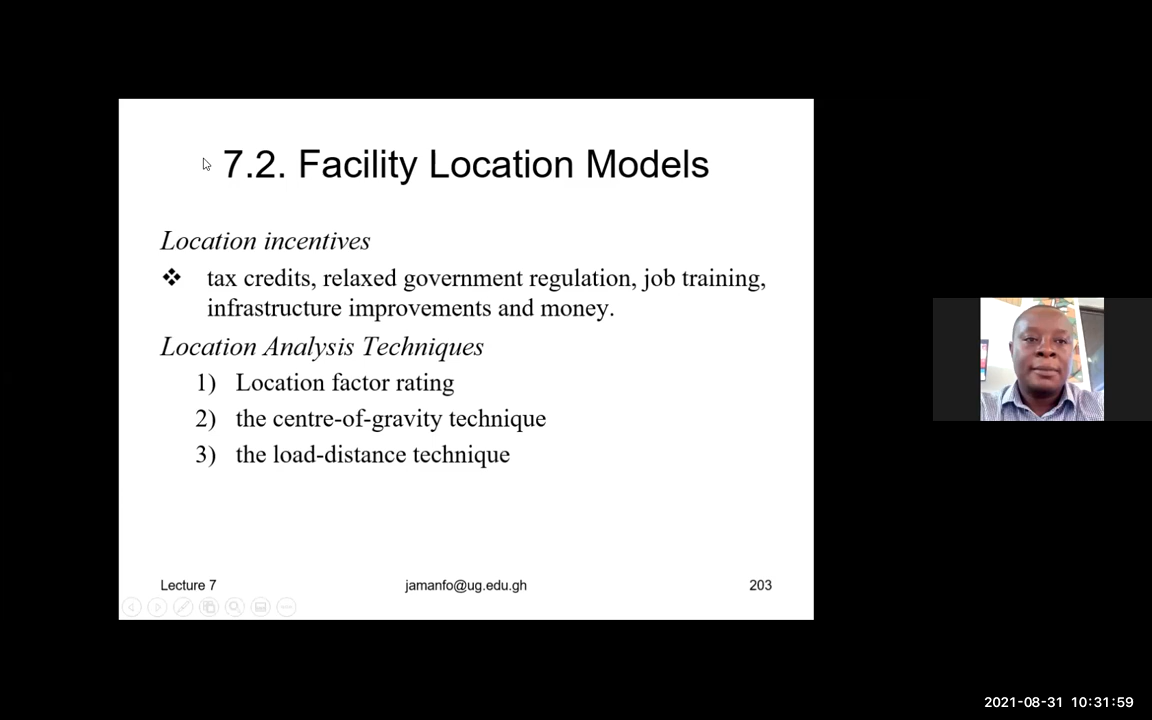 7.2. Facility Location Models
Location incentives
❖ tax credits, relaxed government regulation, job training,
infrastructure improvements and money.
Location Analysis Techniques
1) Location factor rating
2) the centre-of-gravity technique
3) the load-distance technique
Lecture 7 jamanfo@ug.edu.gh 203
2021-08-31 10:31:59